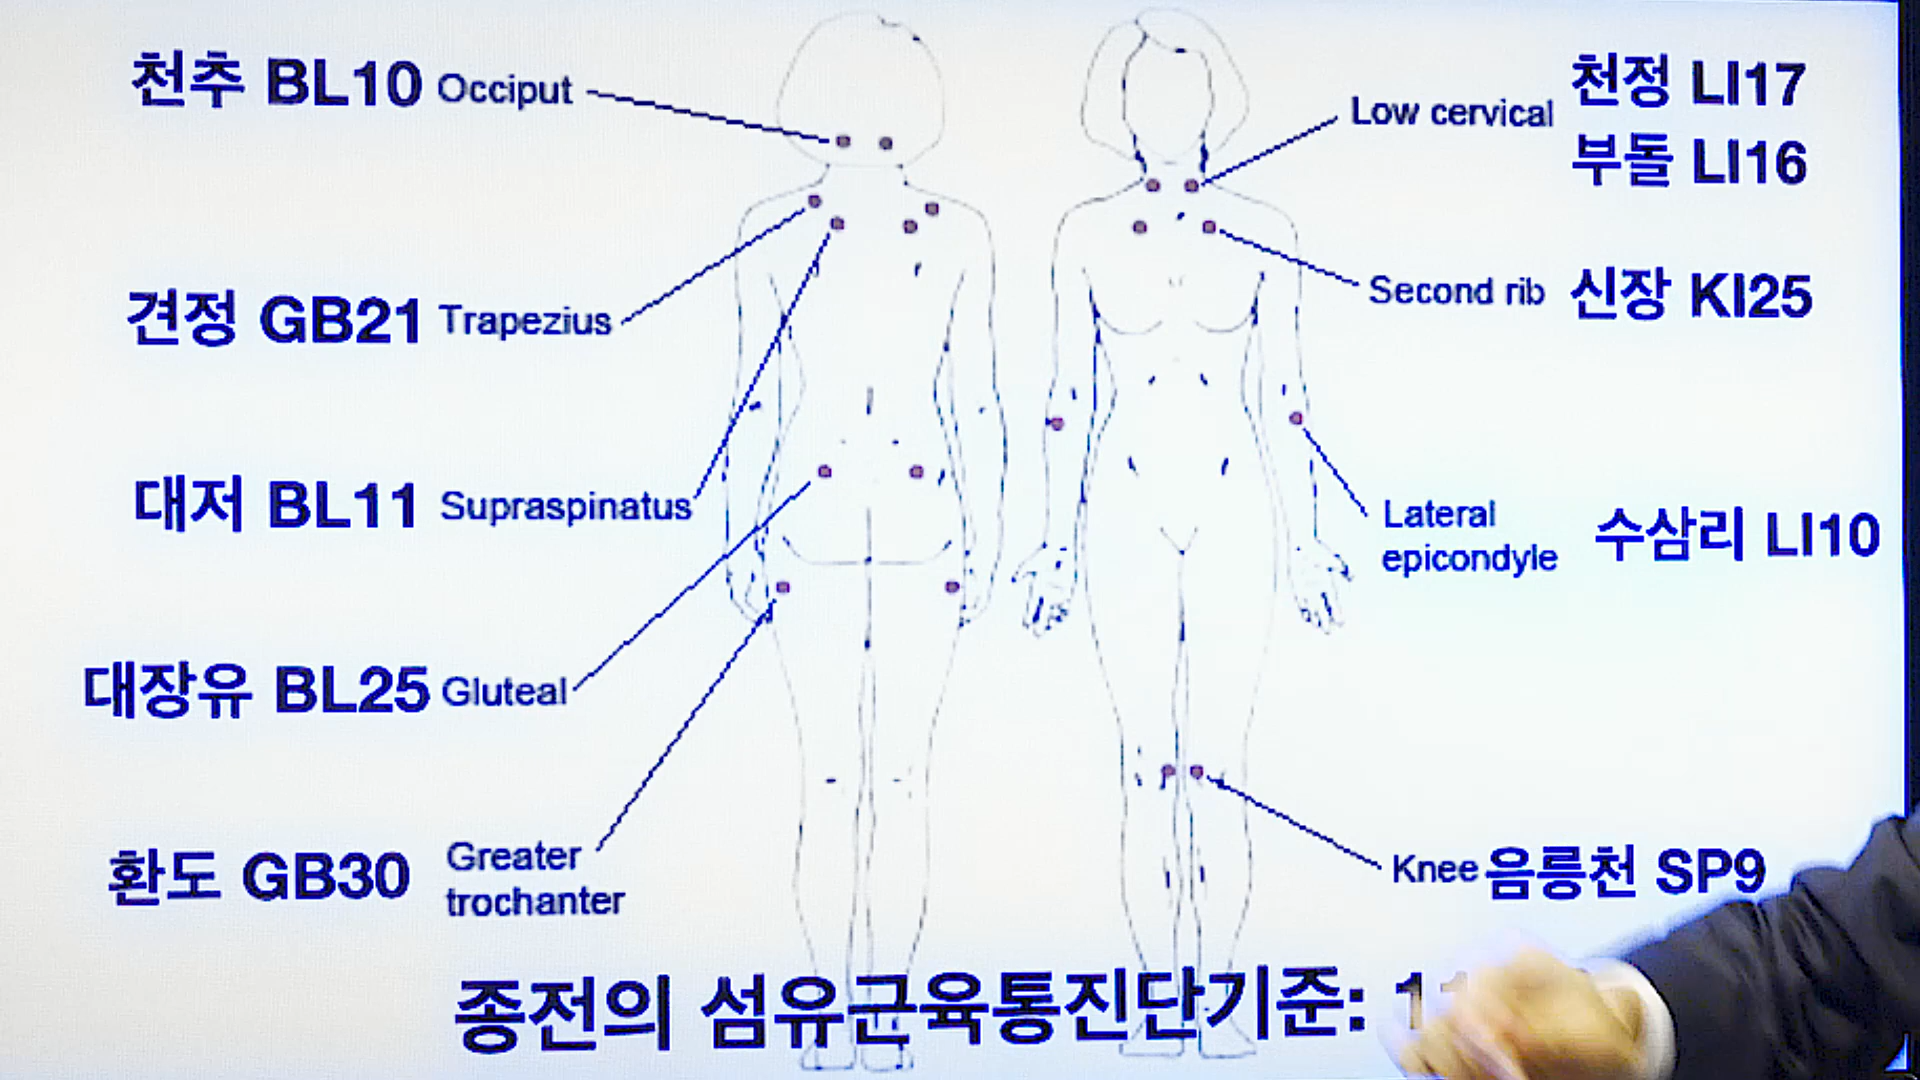 천추 BL10 Occiput
견정 GB21 Trapezius
대저 BL11 Supraspinatus
대장유 BL25 Gluteal
환도 GB30 Greater
trochanter
Low cervical 천정 LI17
부돌 LI16
Second rib 신장 KI25
Lateral
epicondyle 수삼리 LI10
Knee 음릉천 SP9
종전의 섬유근육통진단기준: